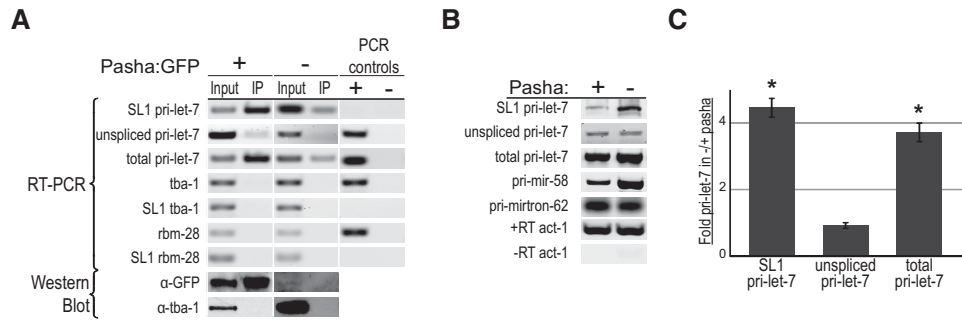 A
Pasha:GFP + - PCR controls
Input IP Input IP + -
RT-PCR
SL1 pri-let-7
unspliced pri-let-7
total pri-let-7
tba-1
SL1 tba-1
rbm-28
SL1 rbm-28
Western Blot
α-GFP
α-tba-1
B
Pasha: + -
SL1 pri-let-7
unspliced pri-let-7
total pri-let-7
pri-mir-58
pri-mirtron-62
+RT act-1
-RT act-1
C
Fold pri-let-7 in -/+ pasha
4
2
0
* *
SL1 pri-let-7
unspliced pri-let-7
total pri-let-7